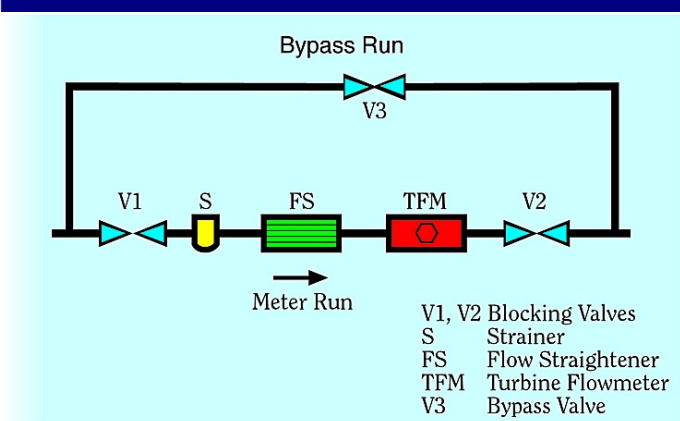 Bypass Run
V3
V1 S FS TFM V2
Meter Run
V1, V2 Blocking Valves
S Strainer
FS Flow Straightener
TFM Turbine Flowmeter
V3 Bypass Valve